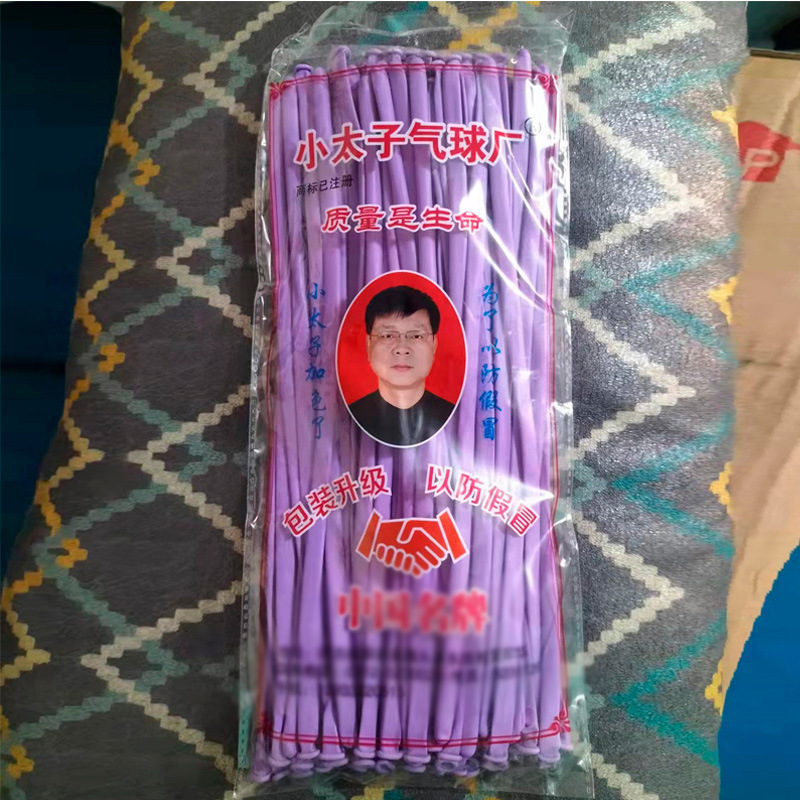 小太子气球厂
商标已注册
质量是生命
为了以防假冒
小太子加色了
包装升级 以防假冒
中国名牌
P